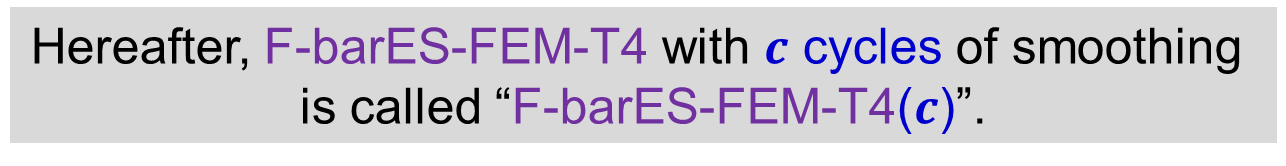 Hereafter, F-barES-FEM-T4 with c cycles of smoothing
is called “F-barES-FEM-T4(c)”.